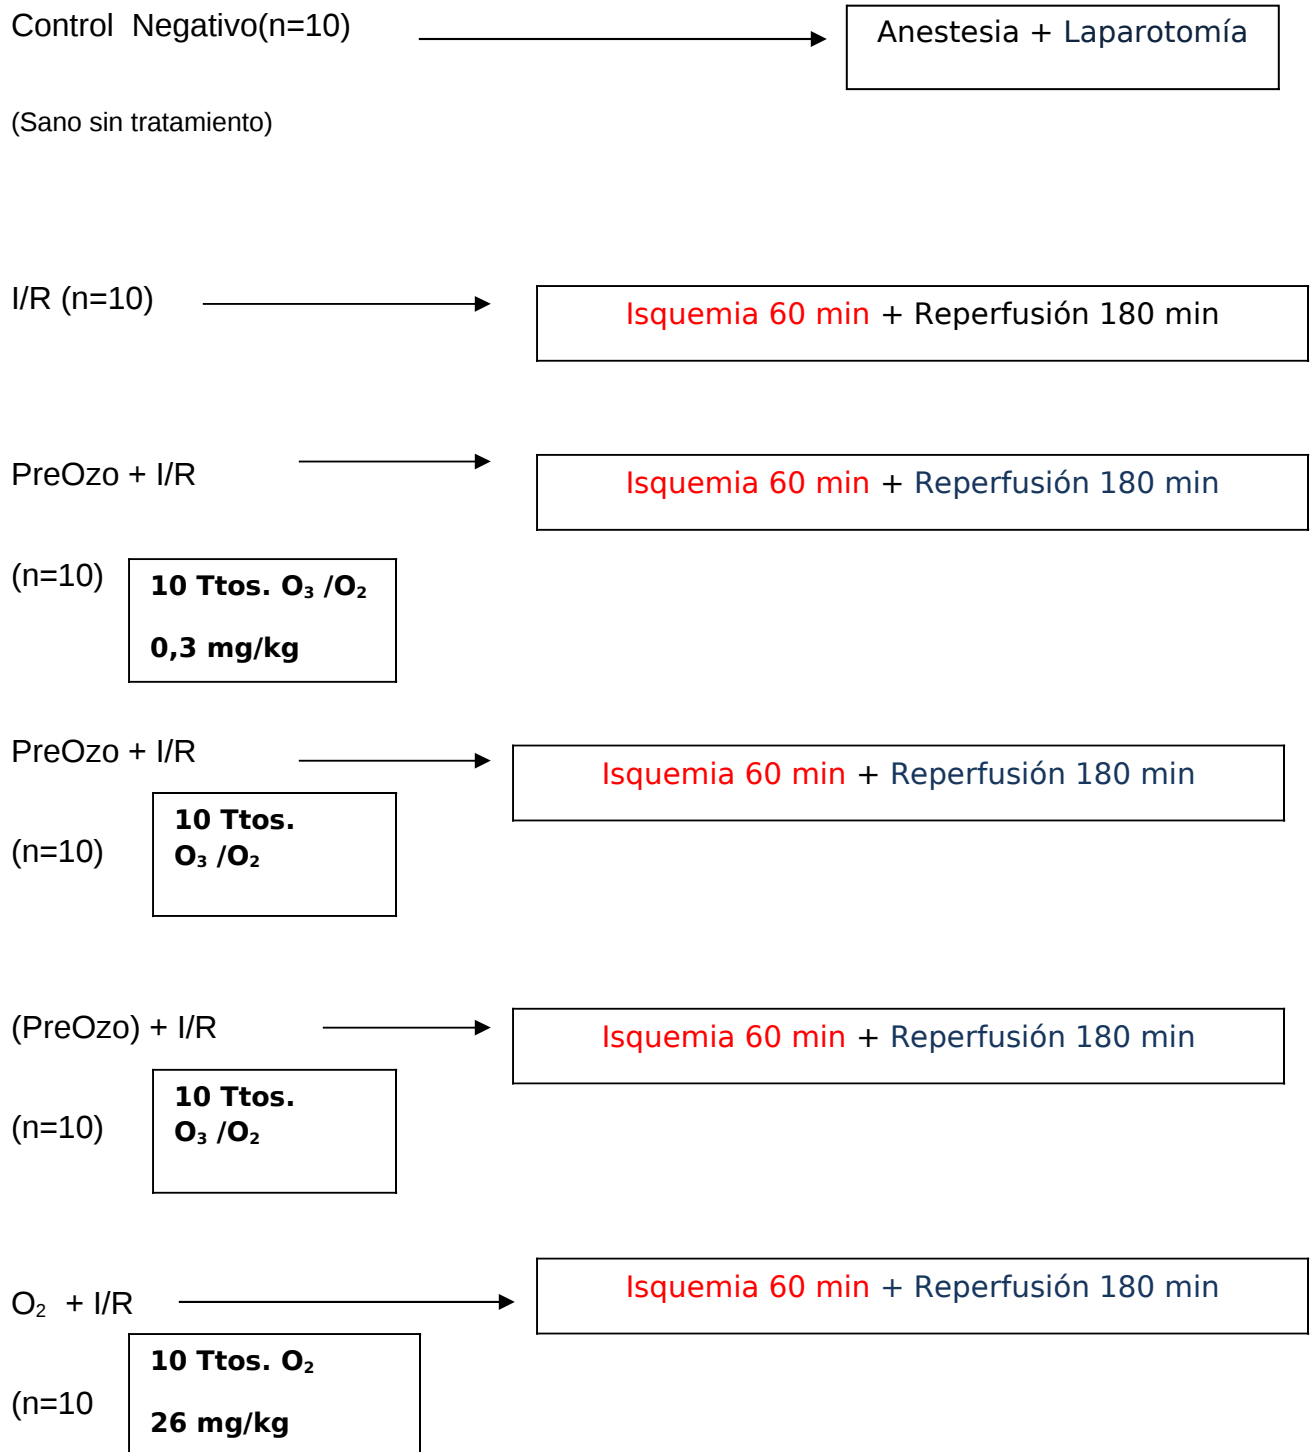 Control  Negativo(n=10)
Anestesia + Laparotomía
(Sano sin tratamiento)
I/R (n=10)
Isquemia 60 min + Reperfusión 180 min
PreOzo + I/R
Isquemia 60 min + Reperfusión 180 min
(n=10)
10 Ttos. O₃ /O₂
0,3 mg/kg
PreOzo + I/R
Isquemia 60 min + Reperfusión 180 min
(n=10)
10 Ttos.
O₃ /O₂
(PreOzo) + I/R
Isquemia 60 min + Reperfusión 180 min
(n=10)
10 Ttos.
O₃ /O₂
O₂  + I/R
Isquemia 60 min + Reperfusión 180 min
(n=10
10 Ttos. O₂
26 mg/kg